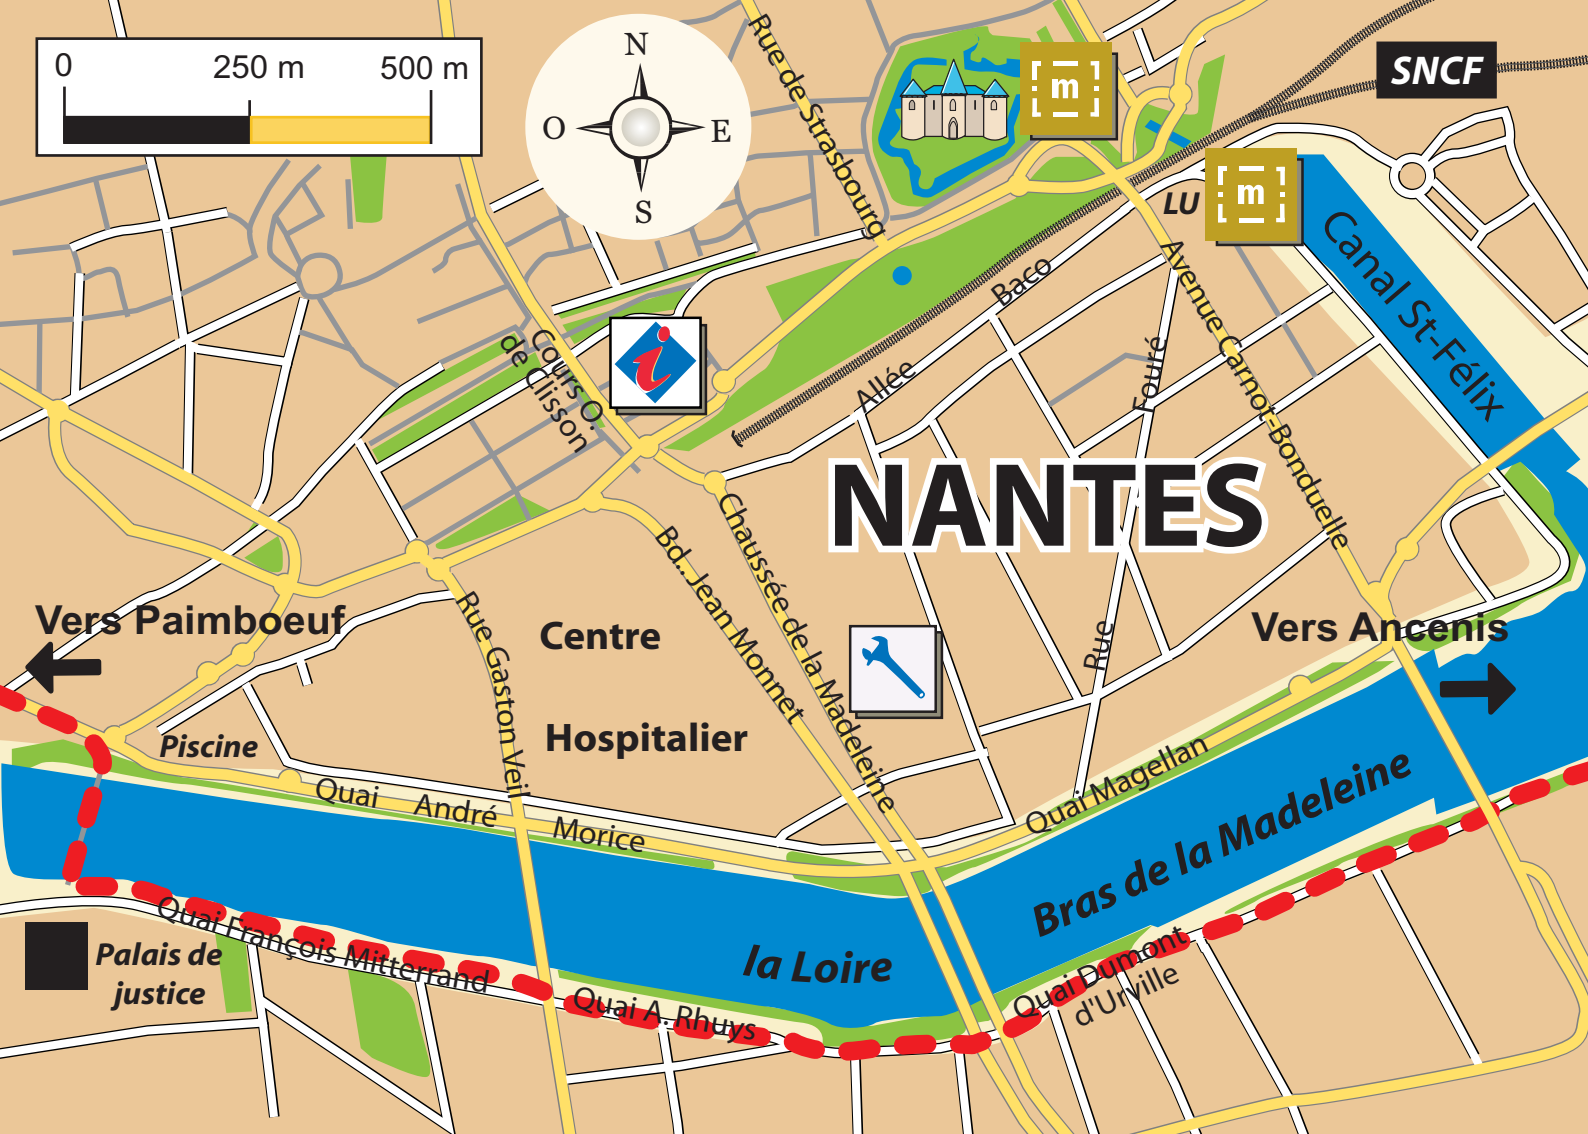 0 250 m 500 m
N
O E
S
Rue de Strasbourg
m
SNCF
LU
m
Canal St-Félix
Baco
Allée
Avenue Carnot-Bonduelle
Cours O.
de Clisson
i
Fouré
Rue
NANTES
Chaussée de la Madeleine
Bd.. Jean Monnet
Rue Gaston Veil
Centre
Hospitalier
Vers Paimboeuf
Vers Ancenis
Piscine
Quai André Morice
Quai Magellan
Bras de la Madeleine
la Loire
Quai François Mitterrand
Palais de
justice
Quai A. Rhuys
Quai Dumont
d'Urville